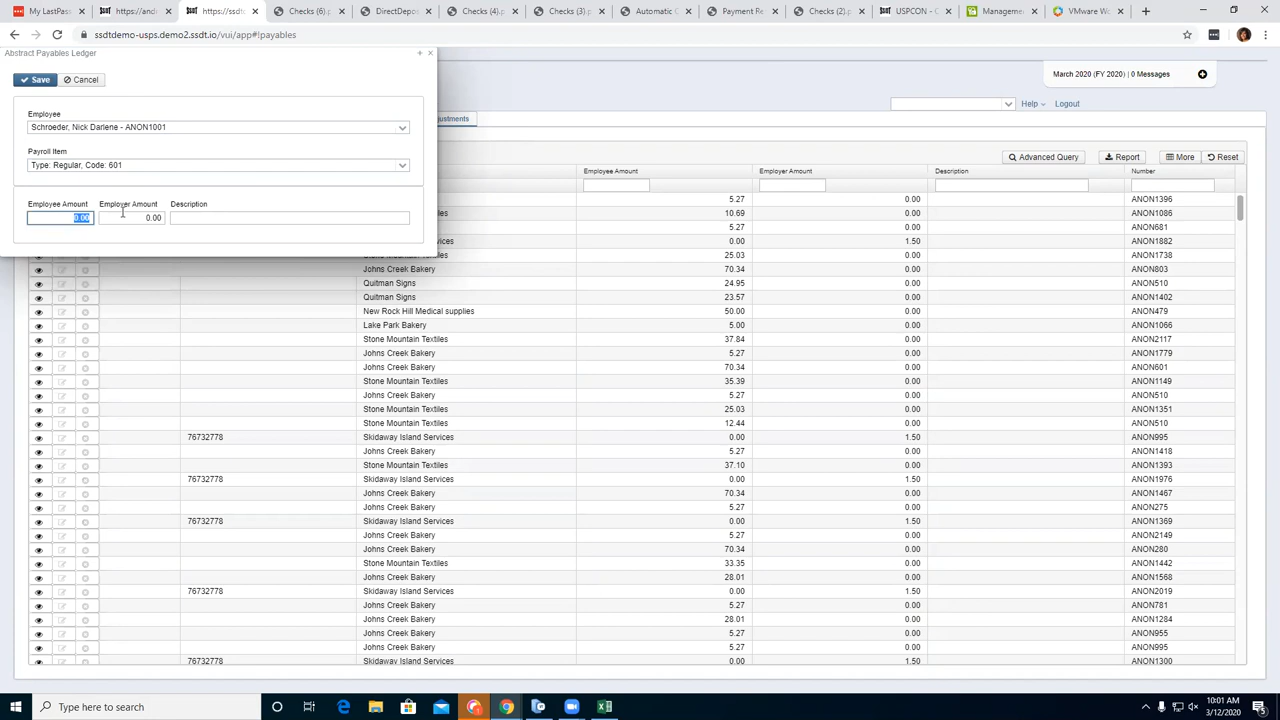 My LastPass
https://andr
https://ssdt
Checks (6).p
DirectDepos
Checks (4).p
Checks (3).p
Automatic C
Payment Re
Checks (2).p
USPCON - C
Managemen
VMware Wo
ssdtdemo-usps.demo2.ssdt.io/vui/app#!payables
Abstract Payables Ledger
Save Cancel
March 2020 (FY 2020) | 0 Messages
Help Logout
Employee
Schroeder, Nick Darlene - ANON1001
ustments
Payroll Item
Type: Regular, Code: 601
Advanced Query Report More Reset
Employee Amount Employer Amount Description Number
Employee Amount Employer Amount Description
0.00 0.00
5.27 0.00 ANON1396
10.69 0.00 ANON1086
5.27 0.00 ANON681
0.00 1.50 ANON1882
25.03 0.00 ANON1738
Johns Creek Bakery 70.34 0.00 ANON803
Quitman Signs 24.95 0.00 ANON510
Quitman Signs 23.57 0.00 ANON1402
New Rock Hill Medical supplies 50.00 0.00 ANON479
Lake Park Bakery 5.00 0.00 ANON1066
Stone Mountain Textiles 37.84 0.00 ANON2117
Johns Creek Bakery 5.27 0.00 ANON1779
Johns Creek Bakery 70.34 0.00 ANON601
Stone Mountain Textiles 35.39 0.00 ANON1149
Johns Creek Bakery 5.27 0.00 ANON510
Stone Mountain Textiles 25.03 0.00 ANON1351
Stone Mountain Textiles 12.44 0.00 ANON510
76732778 Skidaway Island Services 0.00 1.50 ANON995
Johns Creek Bakery 5.27 0.00 ANON1418
Stone Mountain Textiles 37.10 0.00 ANON1393
76732778 Skidaway Island Services 0.00 1.50 ANON1976
Johns Creek Bakery 70.34 0.00 ANON1467
Johns Creek Bakery 5.27 0.00 ANON275
76732778 Skidaway Island Services 0.00 1.50 ANON1369
Johns Creek Bakery 5.27 0.00 ANON2149
Johns Creek Bakery 70.34 0.00 ANON280
Stone Mountain Textiles 33.35 0.00 ANON1442
Johns Creek Bakery 28.01 0.00 ANON1568
76732778 Skidaway Island Services 0.00 1.50 ANON2019
Johns Creek Bakery 5.27 0.00 ANON781
Johns Creek Bakery 28.01 0.00 ANON1284
Johns Creek Bakery 5.27 0.00 ANON955
Johns Creek Bakery 5.27 0.00 ANON601
76732778 Skidaway Island Services 0.00 1.50 ANON1300
Type here to search
10:01 AM
3/12/2020
5